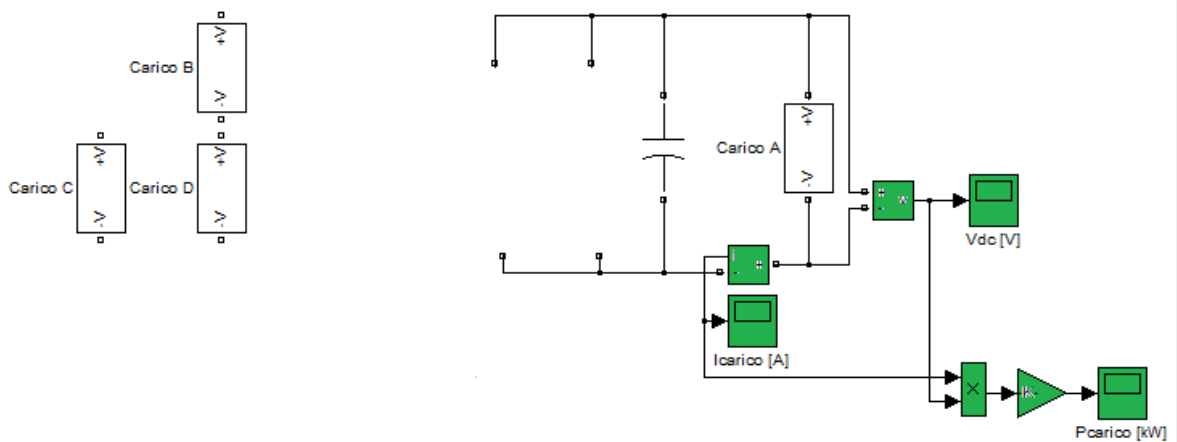 Carico B
V+
V-
Carico C
V+
V-
Carico D
V+
V-
Carico A
V+
V-
+
-
v
Vdc [V]
i
+
-
Icarico [A]
×
K-
Pcarico [kW]